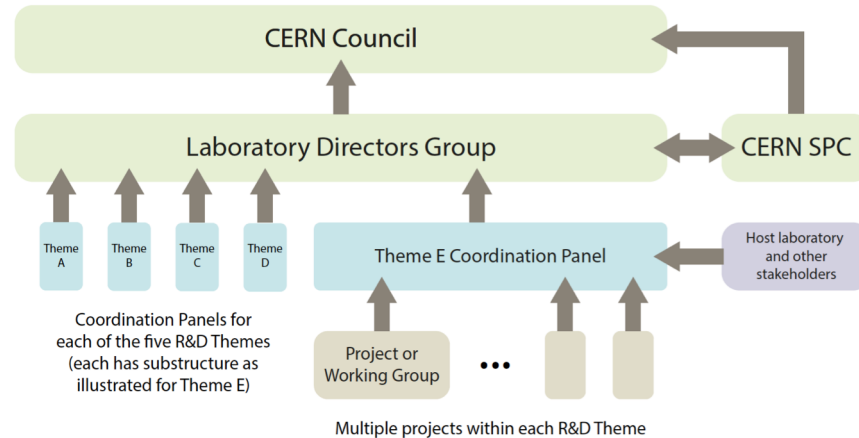 CERN Council
Laboratory Directors Group
CERN SPC
Theme
A
Theme
B
Theme
C
Theme
D
Theme E Coordination Panel
Host laboratory
and other
stakeholders
Coordination Panels for
each of the five R&D Themes
(each has substructure as
illustrated for Theme E)
Project or
Working Group
•••
Multiple projects within each R&D Theme